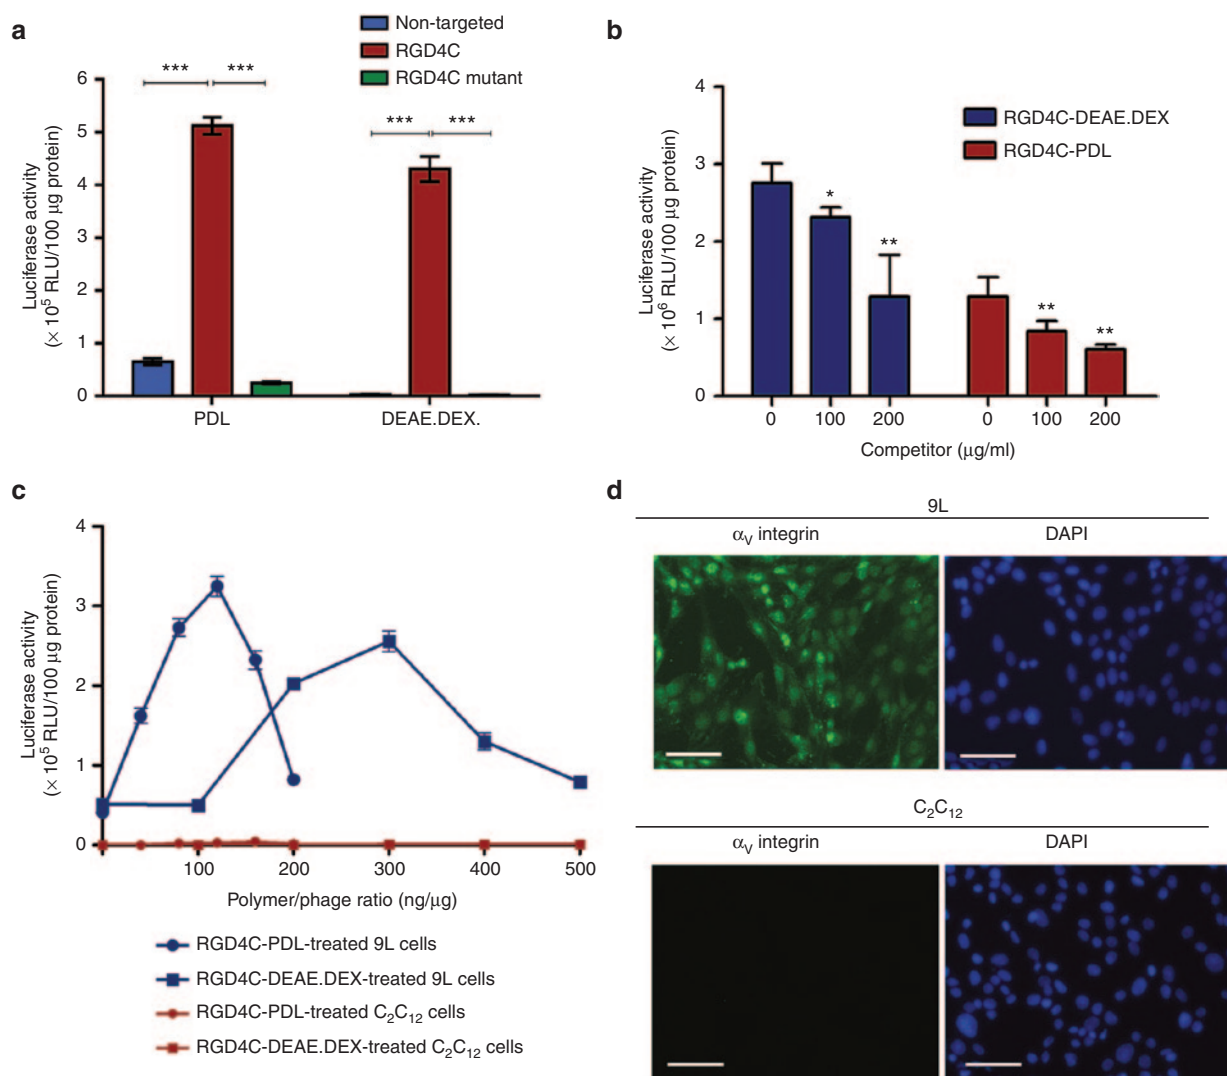 a
Non-targeted
RGD4C
RGD4C mutant
*** ***
*** ***
6
5
4
3
2
1
0
Luciferase activity
(× 10⁵ RLU/100 µg protein)
PDL DEAE.DEX.
b
RGD4C-DEAE.DEX
RGD4C-PDL
4
3
2
1
0
Luciferase activity
(× 10⁶ RLU/100 µg protein)
* ** ** **
0 100 200 0 100 200
Competitor (µg/ml)
c
4
3
2
1
0
Luciferase activity
(× 10⁵ RLU/100 µg protein)
100 200 300 400 500
Polymer/phage ratio (ng/µg)
RGD4C-PDL-treated 9L cells
RGD4C-DEAE.DEX-treated 9L cells
RGD4C-PDL-treated C₂C₁₂ cells
RGD4C-DEAE.DEX-treated C₂C₁₂ cells
d
9L
αV integrin DAPI
C₂C₁₂
αV integrin DAPI